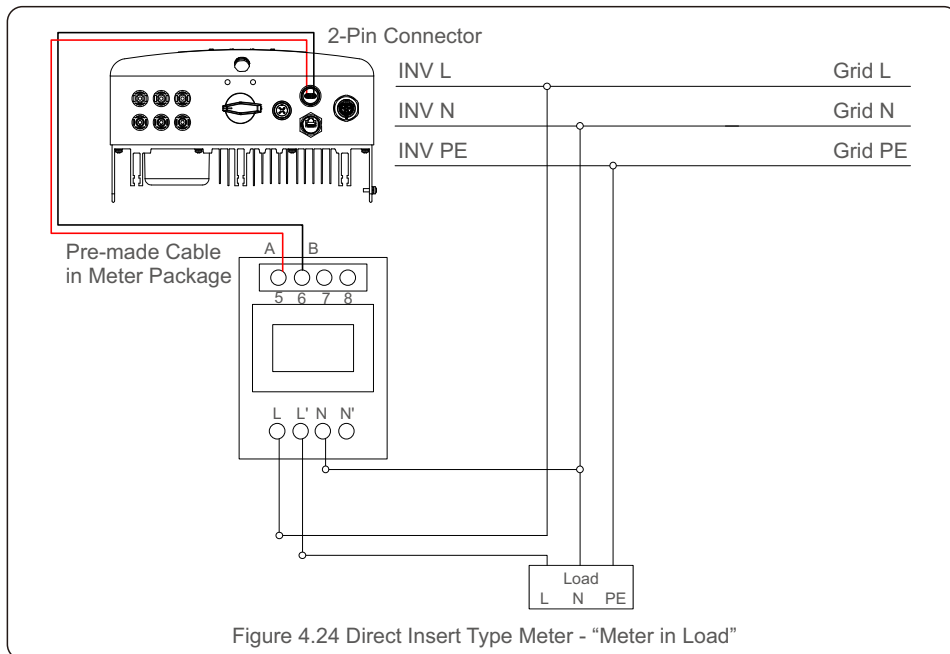 2-Pin Connector
INV L Grid L
INV N Grid N
INV PE Grid PE
Pre-made Cable
in Meter Package
A B
5 6 7 8
L L' N N'
Load
L N PE
Figure 4.24 Direct Insert Type Meter - “Meter in Load”